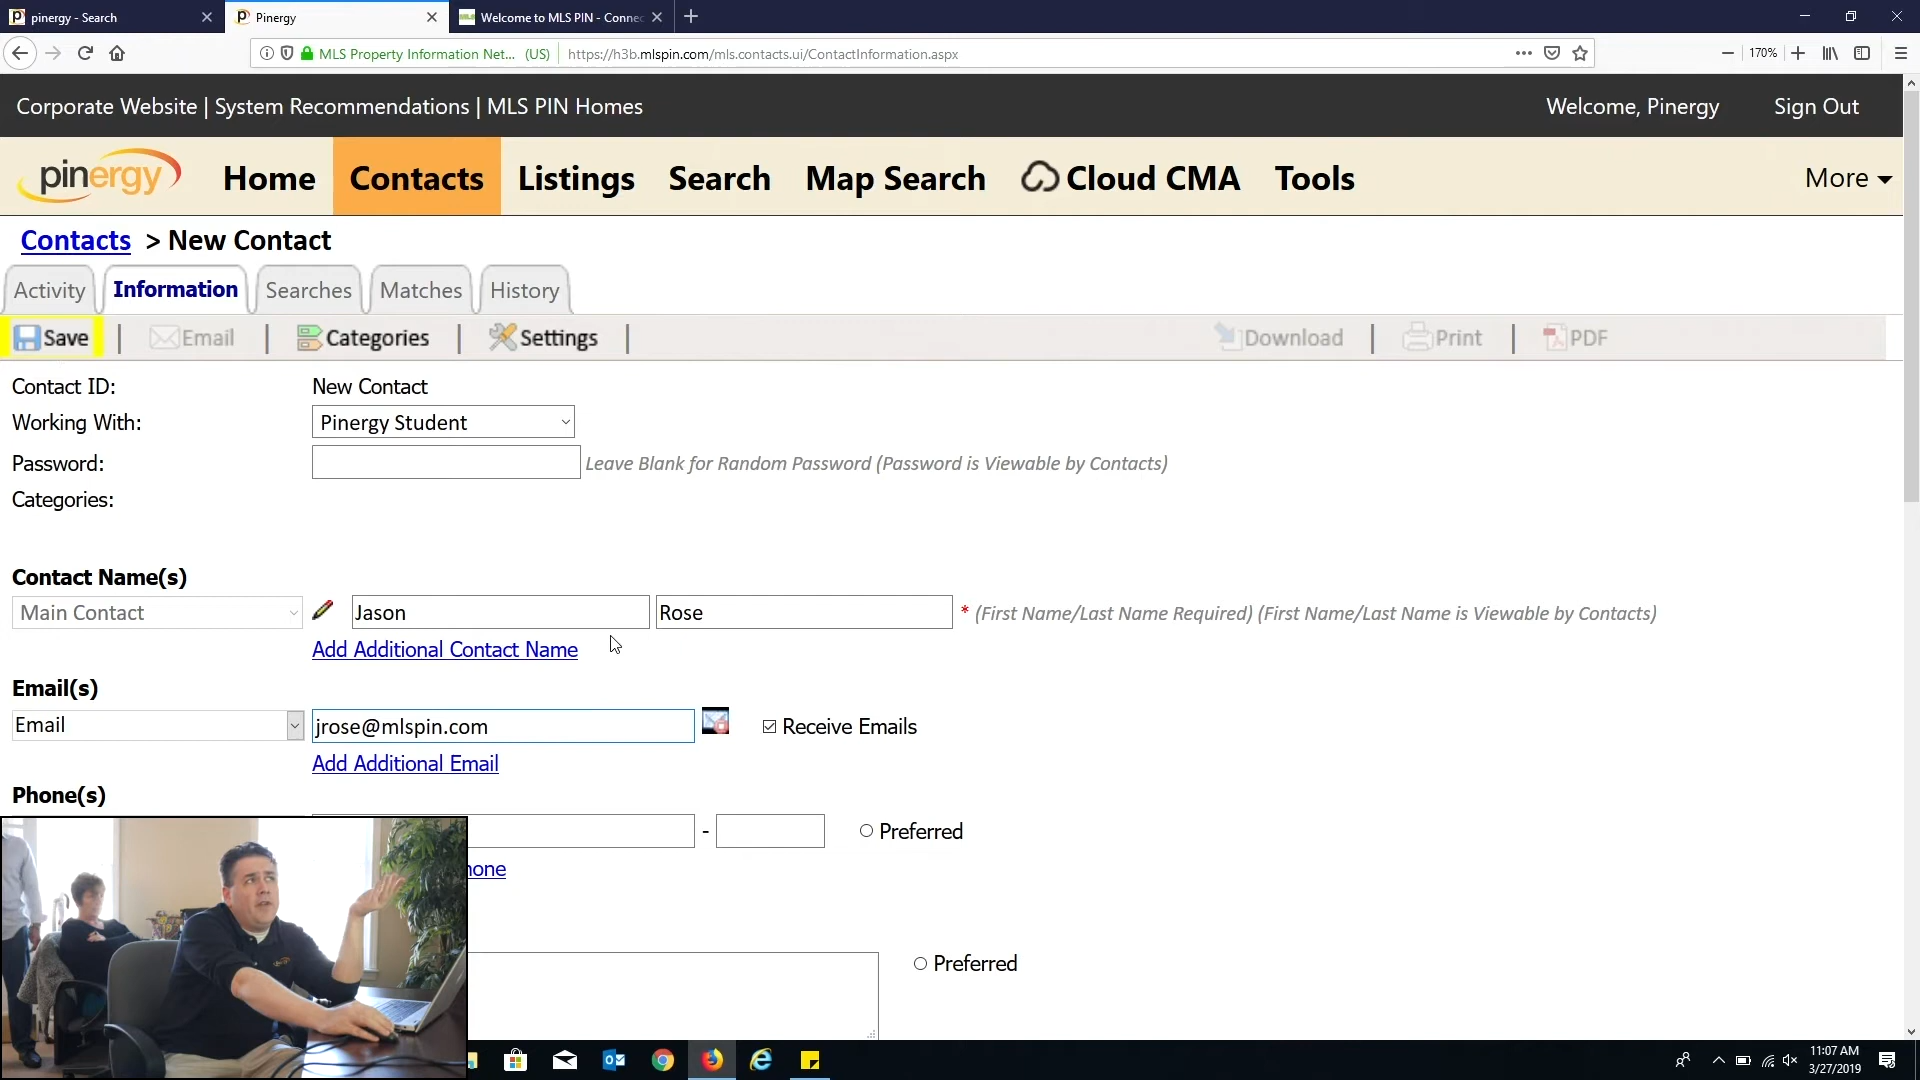 pinergy - Search
Pinergy
Welcome to MLS PIN - Connec
MLS Property Information Net... (US)
https://h3b.mlspin.com/mls.contacts.ui/ContactInformation.aspx
170%
Corporate Website | System Recommendations | MLS PIN Homes
Welcome, Pinergy
Sign Out
pinergy
Home
Contacts
Listings
Search
Map Search
Cloud CMA
Tools
More
Contacts > New Contact
Activity
Information
Searches
Matches
History
Save
Email
Categories
Settings
Download
Print
PDF
Contact ID:
New Contact
Working With:
Pinergy Student
Password:
Leave Blank for Random Password (Password is Viewable by Contacts)
Categories:
Contact Name(s)
Main Contact
Jason
Rose
* (First Name/Last Name Required) (First Name/Last Name is Viewable by Contacts)
Add Additional Contact Name
Email(s)
Email
jrose@mlspin.com
Receive Emails
Add Additional Email
Phone(s)
-
Preferred
hone
Preferred
11:07 AM
3/27/2019